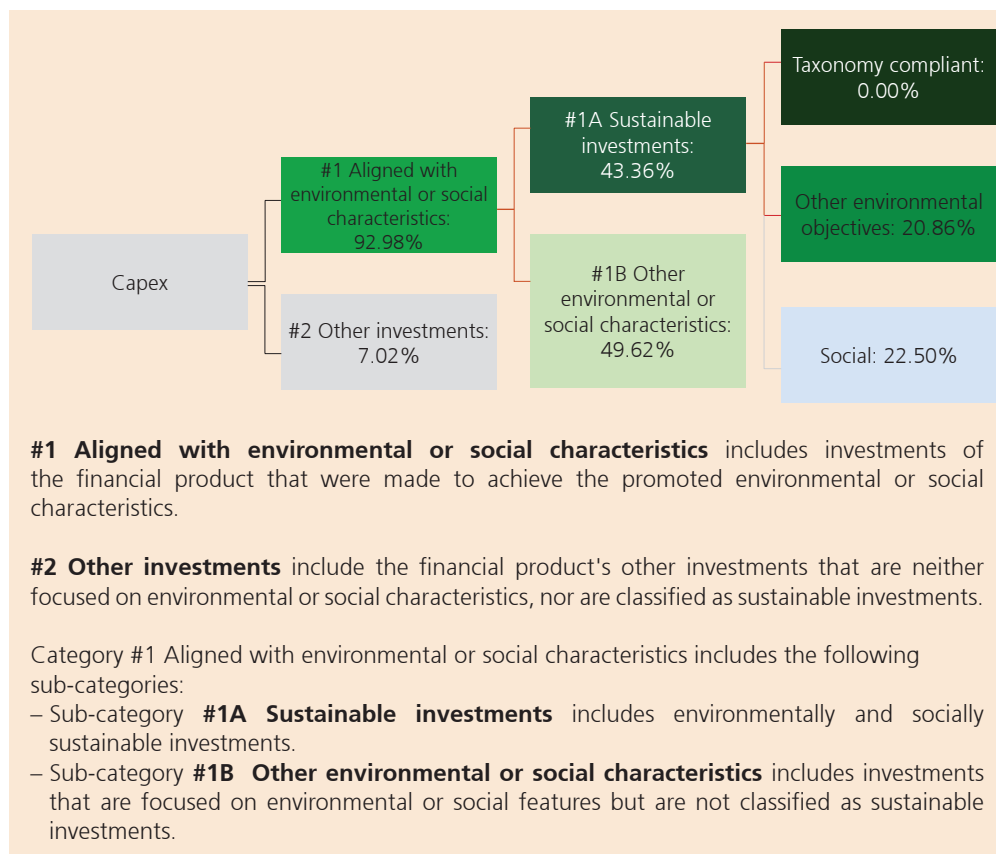 Capex
#1 Aligned with
environmental or social
characteristics:
92.98%
#2 Other investments:
7.02%
#1A Sustainable
investments:
43.36%
#1B Other
environmental or
social characteristics:
49.62%
Taxonomy compliant:
0.00%
Other environmental
objectives: 20.86%
Social: 22.50%
#1 Aligned with environmental or social characteristics includes investments of
the financial product that were made to achieve the promoted environmental or social
characteristics.
#2 Other investments include the financial product's other investments that are neither
focused on environmental or social characteristics, nor are classified as sustainable investments.
Category #1 Aligned with environmental or social characteristics includes the following
sub-categories:
– Sub-category #1A Sustainable investments includes environmentally and socially
sustainable investments.
– Sub-category #1B Other environmental or social characteristics includes investments
that are focused on environmental or social features but are not classified as sustainable
investments.